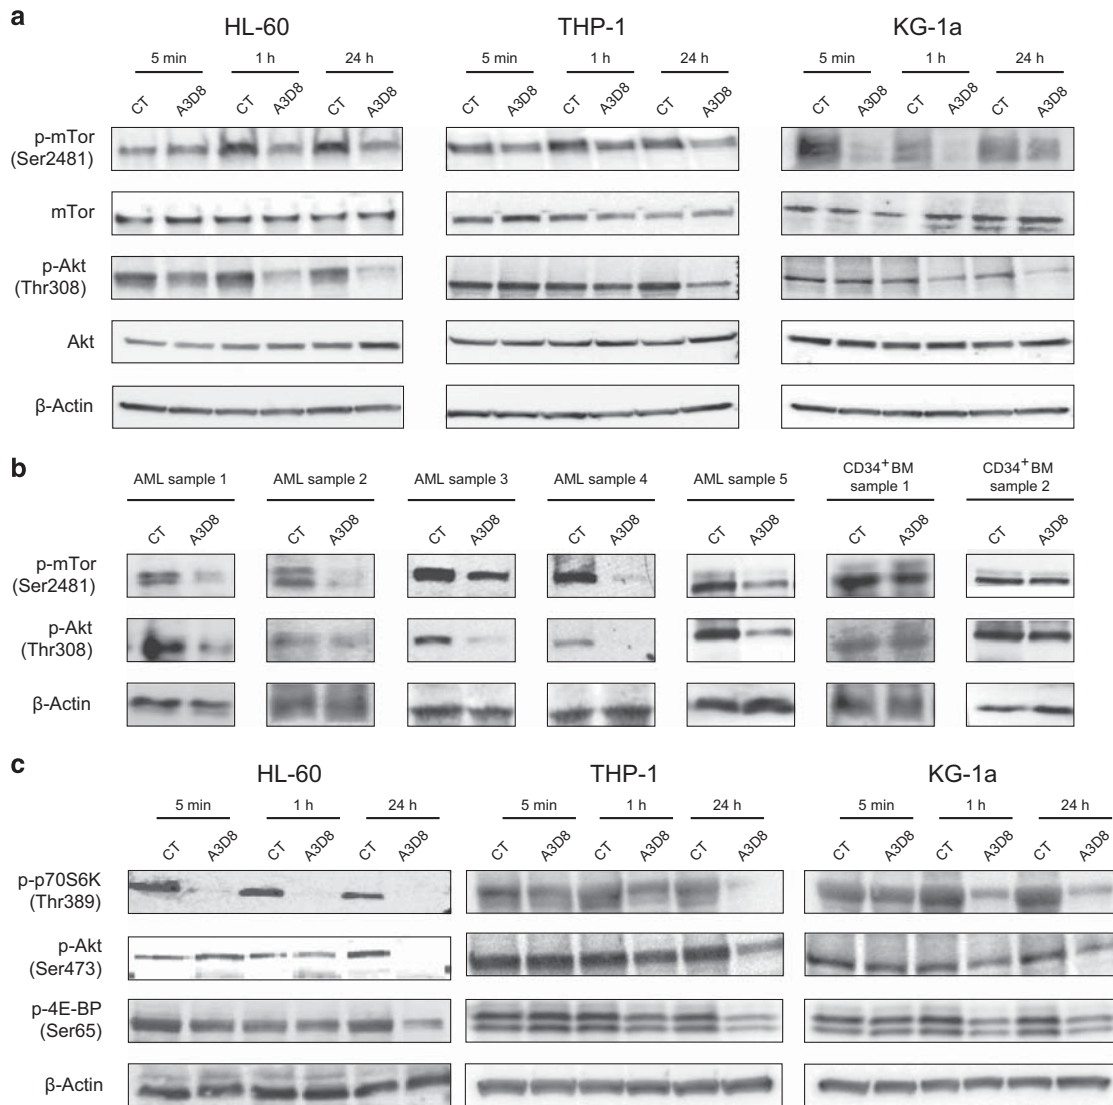 a
HL-60 THP-1 KG-1a
5 min 1 h 24 h 5 min 1 h 24 h 5 min 1 h 24 h
CT A3D8 CT A3D8 CT A3D8 CT A3D8 CT A3D8 CT A3D8 CT A3D8 CT A3D8 CT A3D8
p-mTor
(Ser2481)
mTor
p-Akt
(Thr308)
Akt
β-Actin
b
AML sample 1 AML sample 2 AML sample 3 AML sample 4 AML sample 5 CD34+ BM sample 1 CD34+ BM sample 2
CT A3D8 CT A3D8 CT A3D8 CT A3D8 CT A3D8 CT A3D8 CT A3D8
p-mTor
(Ser2481)
p-Akt
(Thr308)
β-Actin
c
HL-60 THP-1 KG-1a
5 min 1 h 24 h 5 min 1 h 24 h 5 min 1 h 24 h
CT A3D8 CT A3D8 CT A3D8 CT A3D8 CT A3D8 CT A3D8 CT A3D8 CT A3D8 CT A3D8
p-p70S6K
(Thr389)
p-Akt
(Ser473)
p-4E-BP
(Ser65)
β-Actin